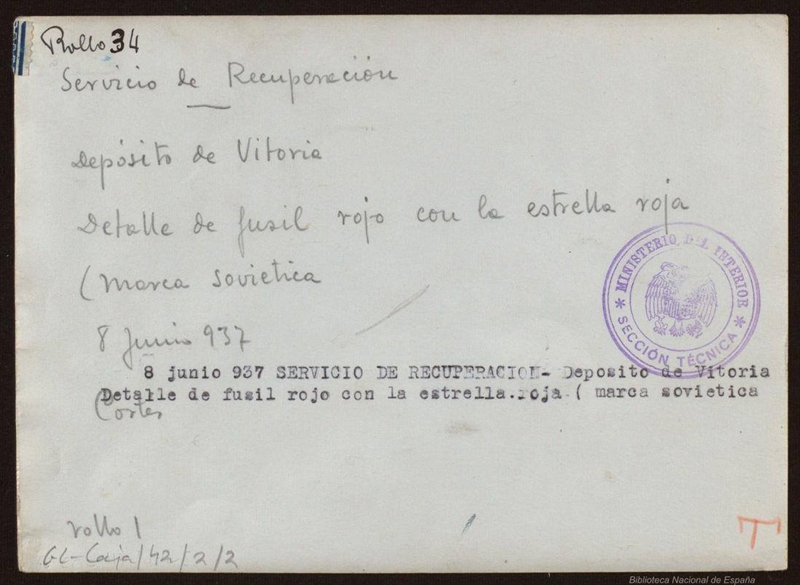 Rollo 34
Servicio de Recuperación
Depósito de Vitoria
Detalle de fusil rojo con la estrella roja
(marca sovietica
8 Junio 937
8 junio 937 SERVICIO DE RECUPERACION- Deposito de Vitoria
Detalle de fusil rojo con la estrella.roja ( marca sovietica
Cortés
MINISTERIO DEL INTERIOR
* SECCIÓN TÉCNICA *
rollo 1
GC-Caja/42/2/2
T
Biblioteca Nacional de España